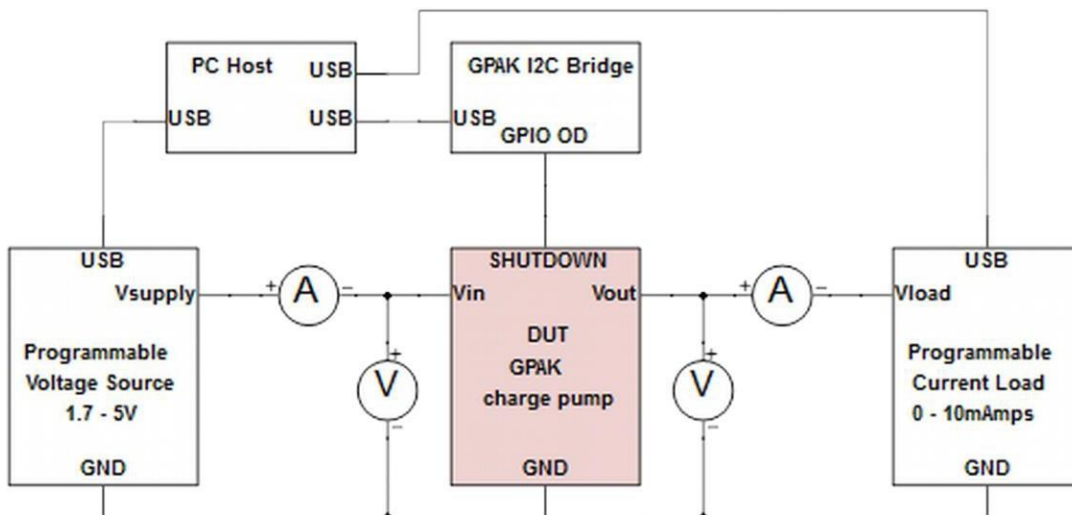 PC Host
USB
USB
USB
GPAK I2C Bridge
USB
GPIO OD
USB
Vsupply
Programmable
Voltage Source
1.7 - 5V
GND
+ A -
+
V
-
SHUTDOWN
Vin
Vout
DUT
GPAK
charge pump
GND
+ A -
+
V
-
USB
Vload
Programmable
Current Load
0 - 10mAmps
GND